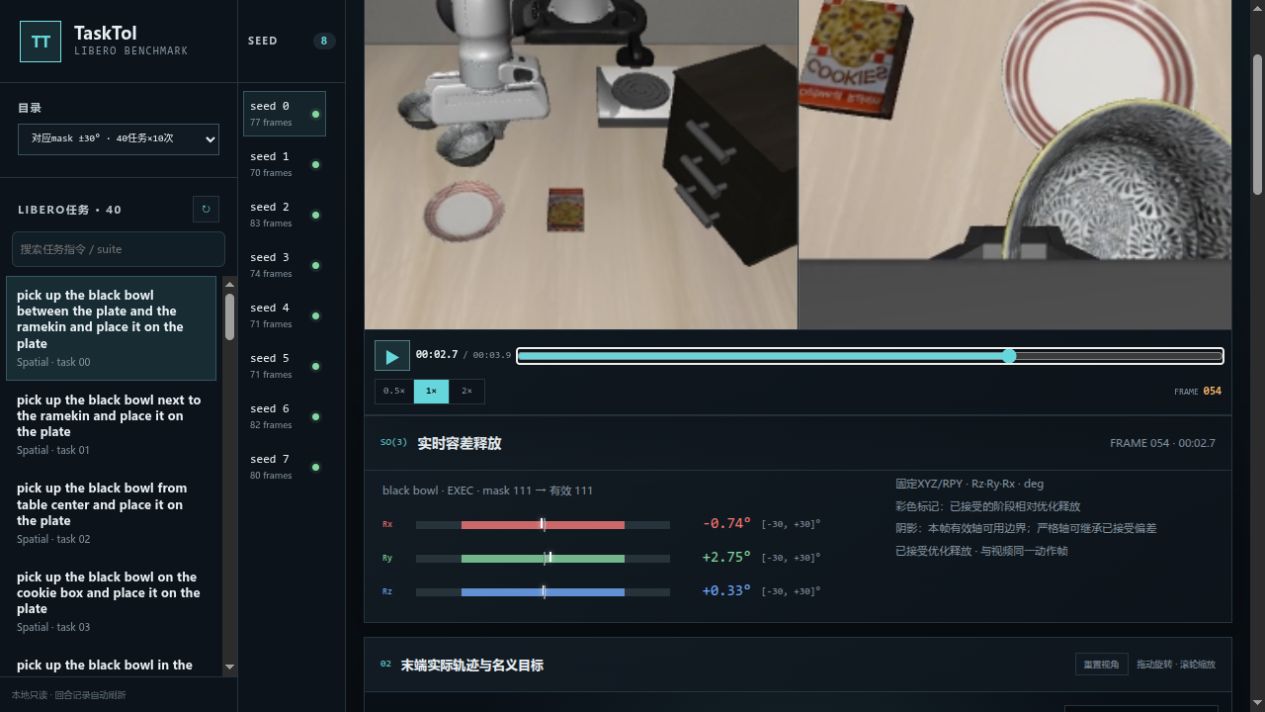 TT
TaskTol
LIBERO BENCHMARK
目录
对应mask ±30° · 40任务×10次
LIBERO任务 · 40
↻
搜索任务指令 / suite
pick up the black bowl
between the plate and the
ramekin and place it on the
plate
Spatial · task 00
pick up the black bowl next to
the ramekin and place it on
the plate
Spatial · task 01
pick up the black bowl from
table center and place it on
the plate
Spatial · task 02
pick up the black bowl on the
cookie box and place it on the
plate
Spatial · task 03
pick up the black bowl in the
本地只读 · 回合记录自动刷新
SEED 8
seed 0
77 frames
seed 1
70 frames
seed 2
83 frames
seed 3
74 frames
seed 4
71 frames
seed 5
71 frames
seed 6
82 frames
seed 7
80 frames
COOKIES
00:02.7 / 00:03.9
0.5× 1× 2×
FRAME 054
SO(3) 实时容差释放
FRAME 054 · 00:02.7
black bowl · EXEC · mask 111 → 有效 111
Rx -0.74° [-30, +30]°
Ry +2.75° [-30, +30]°
Rz +0.33° [-30, +30]°
固定XYZ/RPY · Rz·Ry·Rx · deg
彩色标记：已接受的阶段相对优化释放
阴影：本帧有效轴可用边界；严格轴可继承已接受偏差
已接受优化释放 · 与视频同一动作帧
02 末端实际轨迹与名义目标
重置视角
拖动旋转 · 滚轮缩放